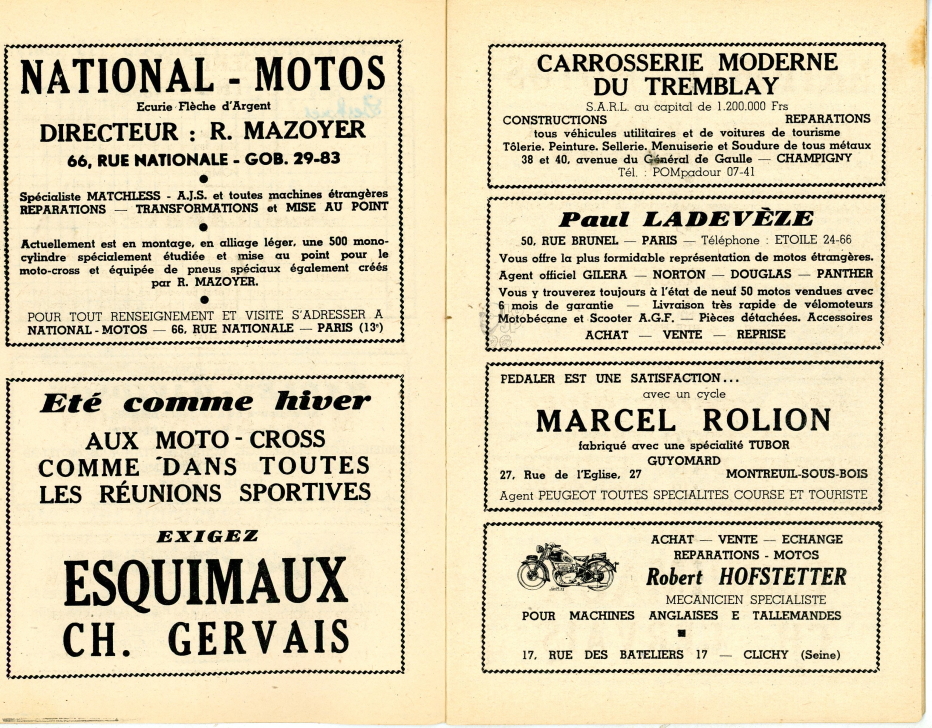 NATIONAL - MOTOS
Ecurie Flèche d'Argent
DIRECTEUR : R. MAZOYER
66, RUE NATIONALE - GOB. 29-83
Spécialiste MATCHLESS - A.J.S. et toutes machines étrangères
REPARATIONS — TRANSFORMATIONS et MISE AU POINT
Actuellement est en montage, en alliage léger, une 500 mono-
cylindre spécialement étudiée et mise au point pour le
moto-cross et équipée de pneus spéciaux également créés
par R. MAZOYER.
POUR TOUT RENSEIGNEMENT ET VISITE S'ADRESSER A
NATIONAL-MOTOS — 66, RUE NATIONALE — PARIS (13e)
Eté comme hiver
AUX MOTO - CROSS
COMME DANS TOUTES
LES RÉUNIONS SPORTIVES
EXIGEZ
ESQUIMAUX
CH. GERVAIS
CARROSSERIE MODERNE
DU TREMBLAY
S.A.R.L. au capital de 1.200.000 Frs
CONSTRUCTIONS REPARATIONS
tous véhicules utilitaires et de voitures de tourisme
Tôlerie. Peinture. Sellerie. Menuiserie et Soudure de tous métaux
38 et 40, avenue du Général de Gaulle — CHAMPIGNY
Tél. : POMpadour 07-41
Paul LADEVÈZE
50, RUE BRUNEL — PARIS — Téléphone : ETOILE 24-66
Vous offre la plus formidable représentation de motos étrangères.
Agent officiel GILERA — NORTON — DOUGLAS — PANTHER
Vous y trouverez toujours à l'état de neuf 50 motos vendues avec
6 mois de garantie — Livraison très rapide de vélomoteurs
Motobécane et Scooter A.G.F. — Pièces détachées. Accessoires
ACHAT — VENTE — REPRISE
PEDALER EST UNE SATISFACTION...
avec un cycle
MARCEL ROLION
fabriqué avec une spécialité TUBOR
GUYOMARD
27, Rue de l'Eglise, 27 MONTREUIL-SOUS-BOIS
Agent PEUGEOT TOUTES SPECIALITES COURSE ET TOURISTE
ACHAT — VENTE — ECHANGE
REPARATIONS - MOTOS
Robert HOFSTETTER
MECANICIEN SPECIALISTE
POUR MACHINES ANGLAISES E TALLEMANDES
17, RUE DES BATELIERS 17 — CLICHY (Seine)